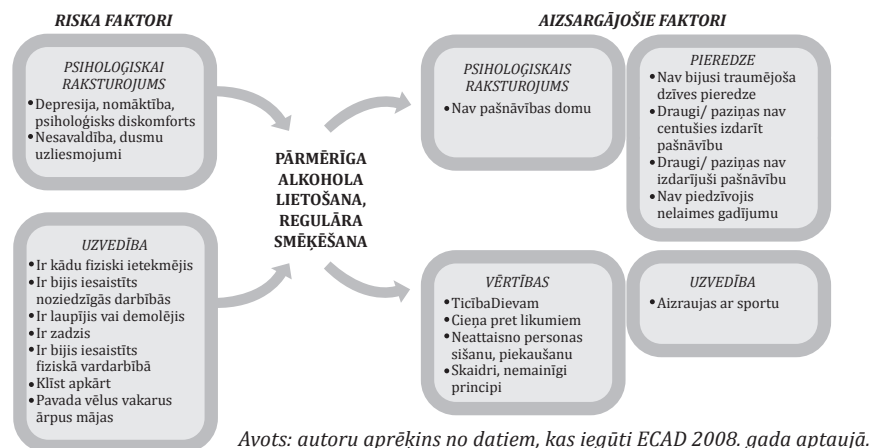 RISKA FAKTORI
PSIHOLOĢISKAI
RAKSTUROJUMS
•Depresija, nomāktība,
psiholoģisks diskomforts
•Nesavaldība, dusmu
uzliesmojumi
UZVEDĪBA
•Ir kādu fiziski ietekmējis
•Ir bijis iesaistīts
noziedzīgās darbībās
•Ir laupījis vai demolējis
•Ir zadzis
•Ir bijis iesaistīts
fiziskā vardarbībā
•Klīst apkārt
•Pavada vēlus vakarus
ārpus mājas
PĀRMĒRĪGA
ALKOHOLA
LIETOŠANA,
REGULĀRA
SMĒĶĒŠANA
AIZSARGĀJOŠIE FAKTORI
PSIHOLOĢISKAIS
RAKSTUROJUMS
•Nav pašnāvības domu
PIEREDZE
•Nav bijusi traumējoša
dzīves pieredze
•Draugi/ paziņas nav
centušies izdarīt
pašnāvību
•Draugi/ paziņas nav
izdarījuši pašnāvību
•Nav piedzīvojis
nelaimes gadījumu
VĒRTĪBAS
•TicībaDievam
•Cieņa pret likumiem
•Neattaisno personas
sišanu, piekaušanu
•Skaidri, nemainīgi
principi
UZVEDĪBA
•Aizraujas ar sportu
Avots: autoru aprēķins no datiem, kas iegūti ECAD 2008. gada aptaujā.